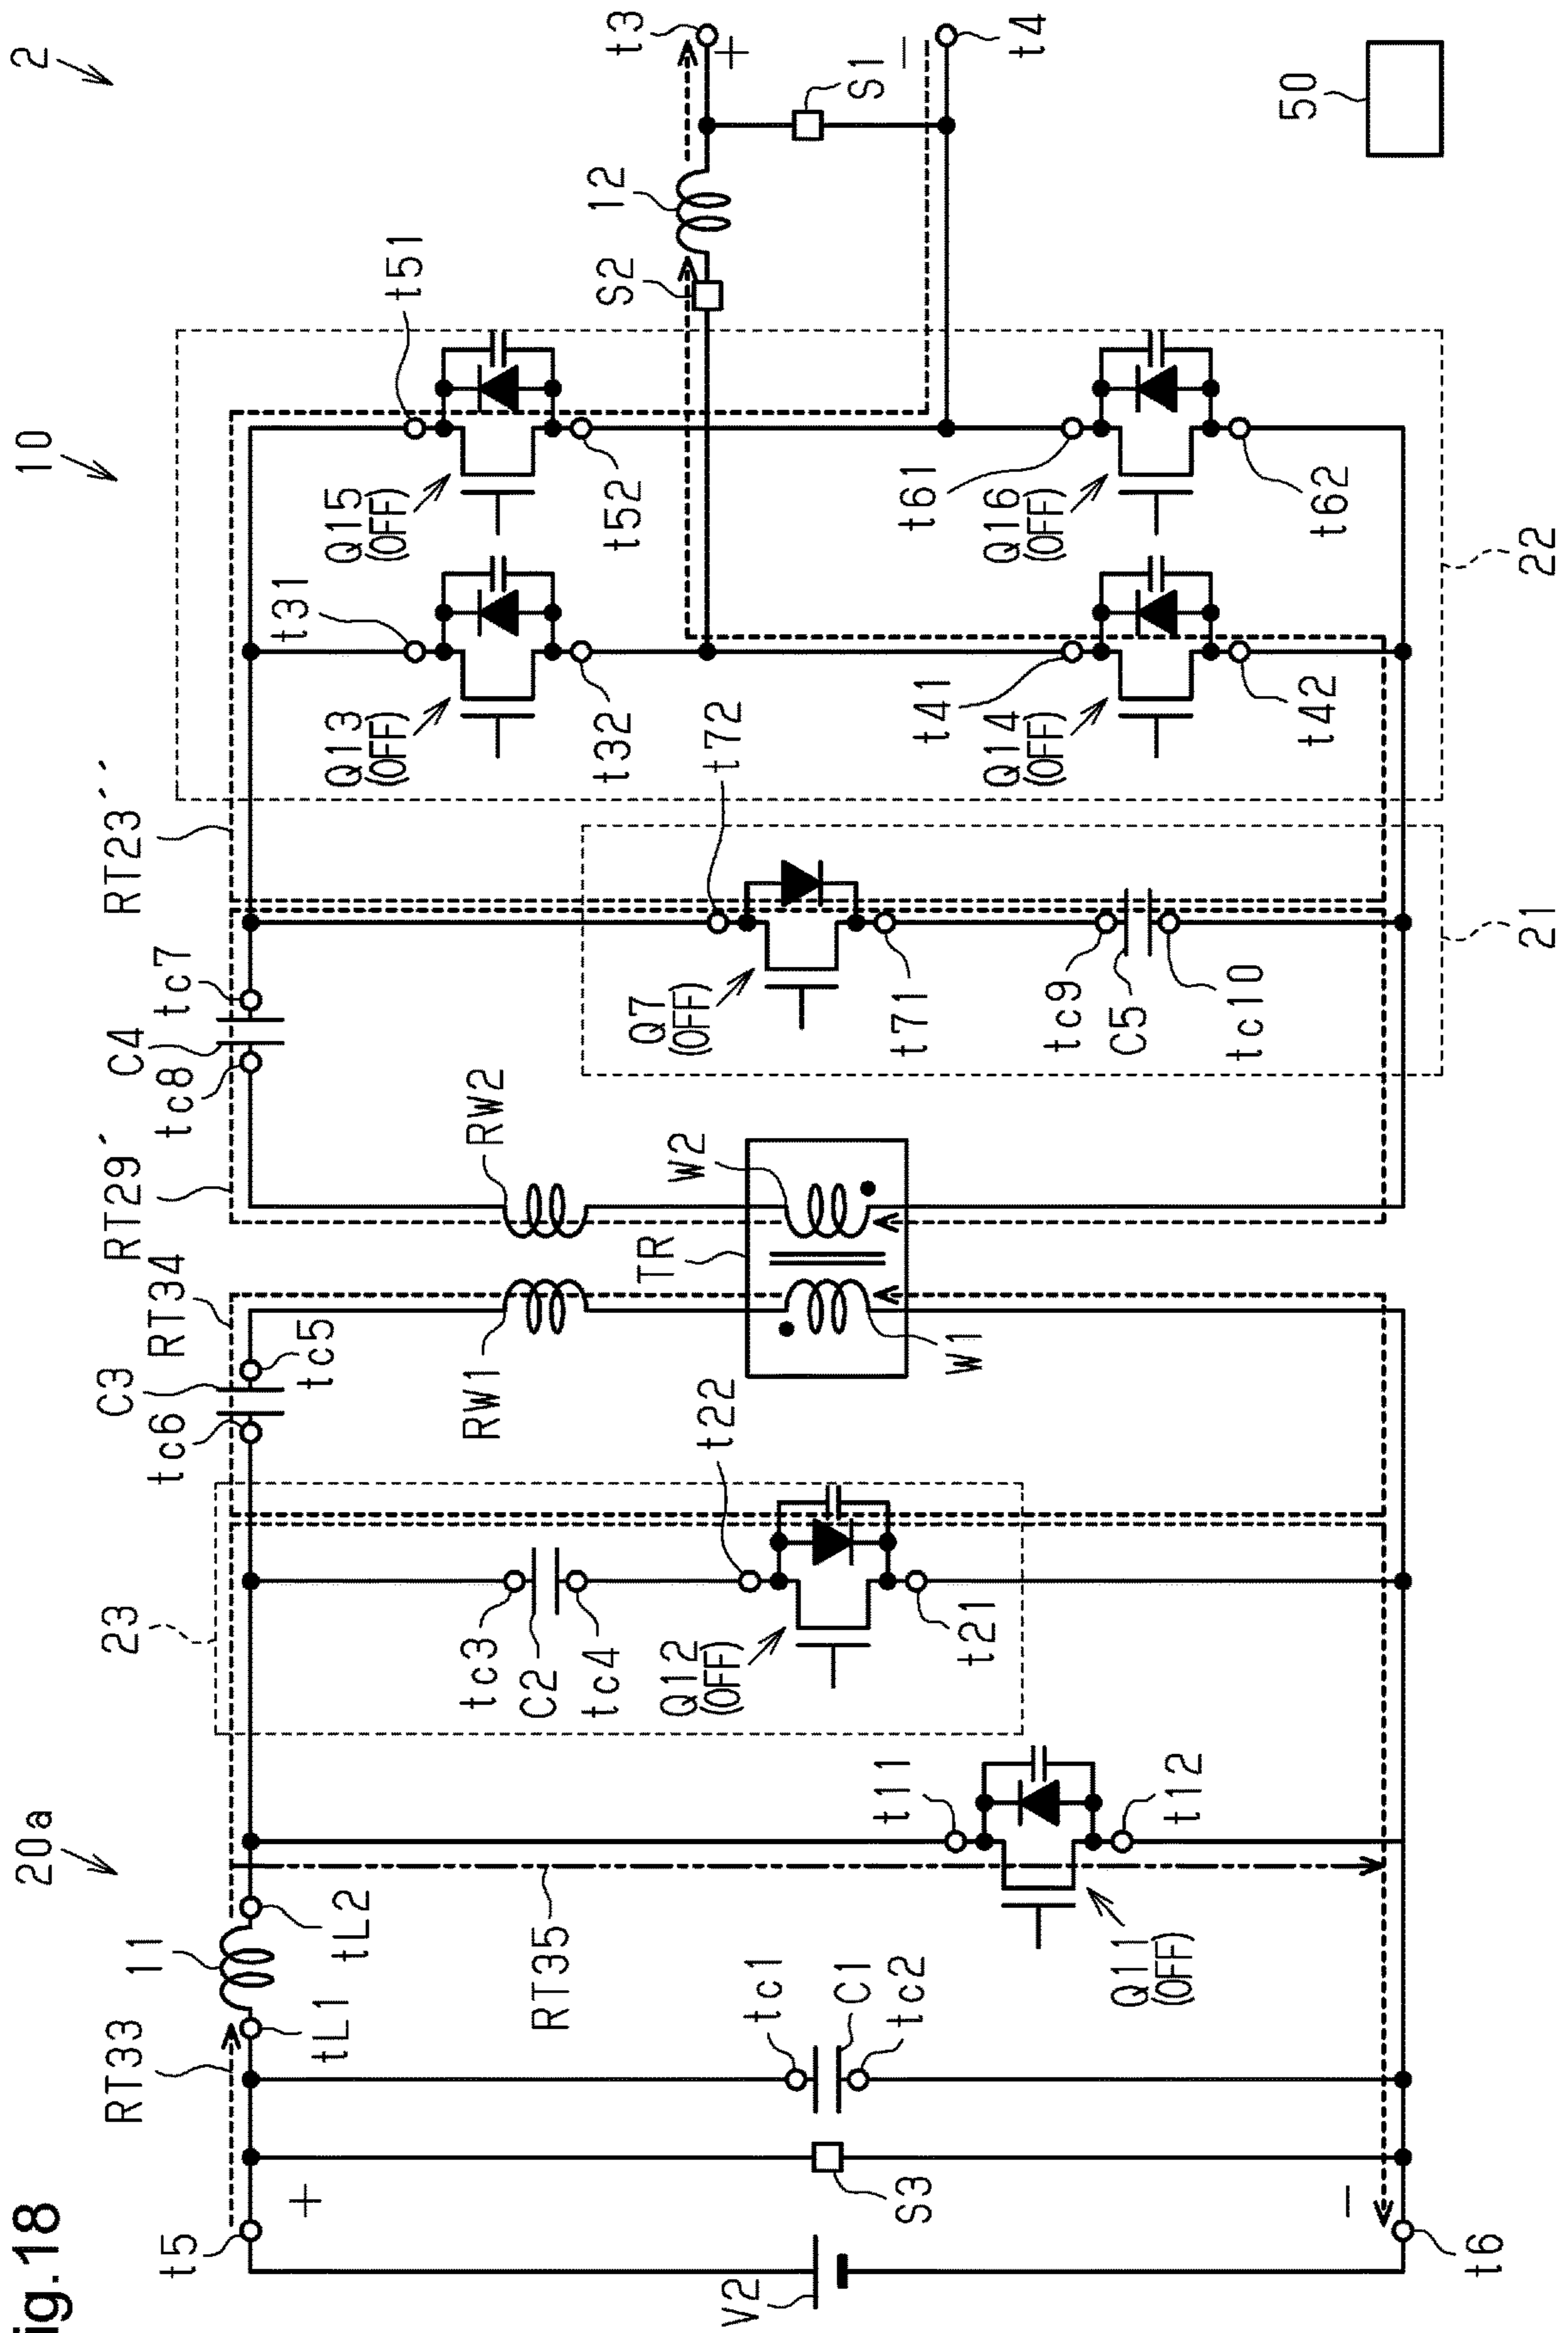 2
10
t3
+
−
t4
S1
50
12
S2
t51
Q15
(OFF)
t52
t61
Q16
(OFF)
t62
22
t31
Q13
(OFF)
t32
t41
Q14
(OFF)
t42
RT23´´
t72
Q7
(OFF)
t71
tc9
C5
tc10
21
tc7
C4
tc8
RW2
W2
RT29´
TR
RT34
tc5
C3
tc6
RW1
W1
t22
23
tc3
C2
tc4
Q12
(OFF)
t21
20a
t11
t12
Q11
(OFF)
tL2
11
tL1
RT35
RT33
tc1
C1
tc2
S3
+
−
t5
t6
V2
ig.18